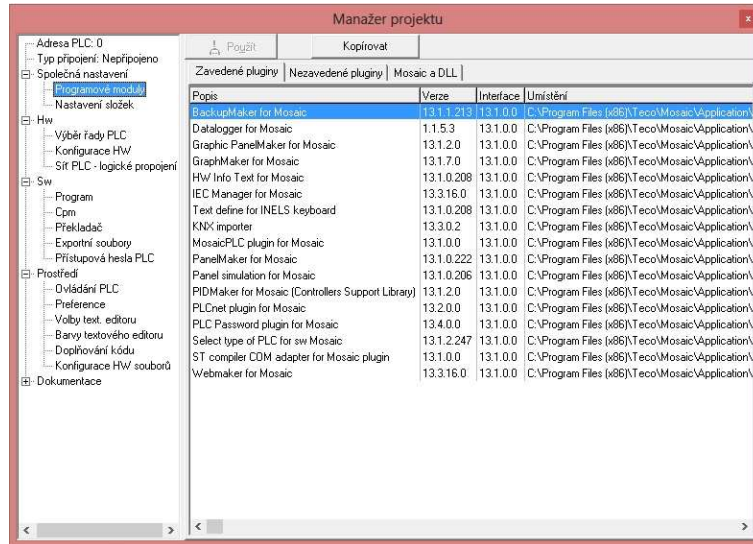 Manažer projektu
x
Adresa PLC: 0
Typ připojení: Nepřipojeno
Společná nastavení
Programové moduly
Nastavení složek
Hw
Výběr řady PLC
Konfigurace HW
Síť PLC - logické propojení
Sw
Program
Cpm
Překladač
Exportní soubory
Přístupová hesla PLC
Prostředí
Ovládání PLC
Preference
Volby text. editoru
Barvy textového editoru
Doplňování kódu
Konfigurace HW souborů
Dokumentace
Použít Kopírovat
Zavedené pluginy Nezavedené pluginy Mosaic a DLL
Popis Verze Interface Umístění
BackupMaker for Mosaic 13.1.1.213 13.1.0.0 C:\Program Files (x86)\Teco\Mosaic\Application\
Datalogger for Mosaic 1.1.5.3 13.1.0.0 C:\Program Files (x86)\Teco\Mosaic\Application\
Graphic PanelMaker for Mosaic 13.1.2.0 13.1.0.0 C:\Program Files (x86)\Teco\Mosaic\Application\
GraphMaker for Mosaic 13.1.7.0 13.1.0.0 C:\Program Files (x86)\Teco\Mosaic\Application\
HW Info Text for Mosaic 13.1.0.208 13.1.0.0 C:\Program Files (x86)\Teco\Mosaic\Application\
IEC Manager for Mosaic 13.3.16.0 13.1.0.0 C:\Program Files (x86)\Teco\Mosaic\Application\
Text define for INELS keyboard 13.1.0.208 13.1.0.0 C:\Program Files (x86)\Teco\Mosaic\Application\
KNX importer 13.3.0.2 13.1.0.0 C:\Program Files (x86)\Teco\Mosaic\Application\
MosaicPLC plugin for Mosaic 13.1.0.0 13.1.0.0 C:\Program Files (x86)\Teco\Mosaic\Application\
PanelMaker for Mosaic 13.1.0.222 13.1.0.0 C:\Program Files (x86)\Teco\Mosaic\Application\
Panel simulation for Mosaic 13.1.0.206 13.1.0.0 C:\Program Files (x86)\Teco\Mosaic\Application\
PIDMaker for Mosaic (Controllers Support Library) 13.1.2.0 13.1.0.0 C:\Program Files (x86)\Teco\Mosaic\Application\
PLCnet plugin for Mosaic 13.2.0.0 13.1.0.0 C:\Program Files (x86)\Teco\Mosaic\Application\
PLC Password plugin for Mosaic 13.4.0.0 13.1.0.0 C:\Program Files (x86)\Teco\Mosaic\Application\
Select type of PLC for sw Mosaic 13.1.2.247 13.1.0.0 C:\Program Files (x86)\Teco\Mosaic\Application\
ST compiler COM adapter for Mosaic plugin 13.1.0.0 13.1.0.0 C:\Program Files (x86)\Teco\Mosaic\Application\
Webmaker for Mosaic 13.3.16.0 13.1.0.0 C:\Program Files (x86)\Teco\Mosaic\Application\